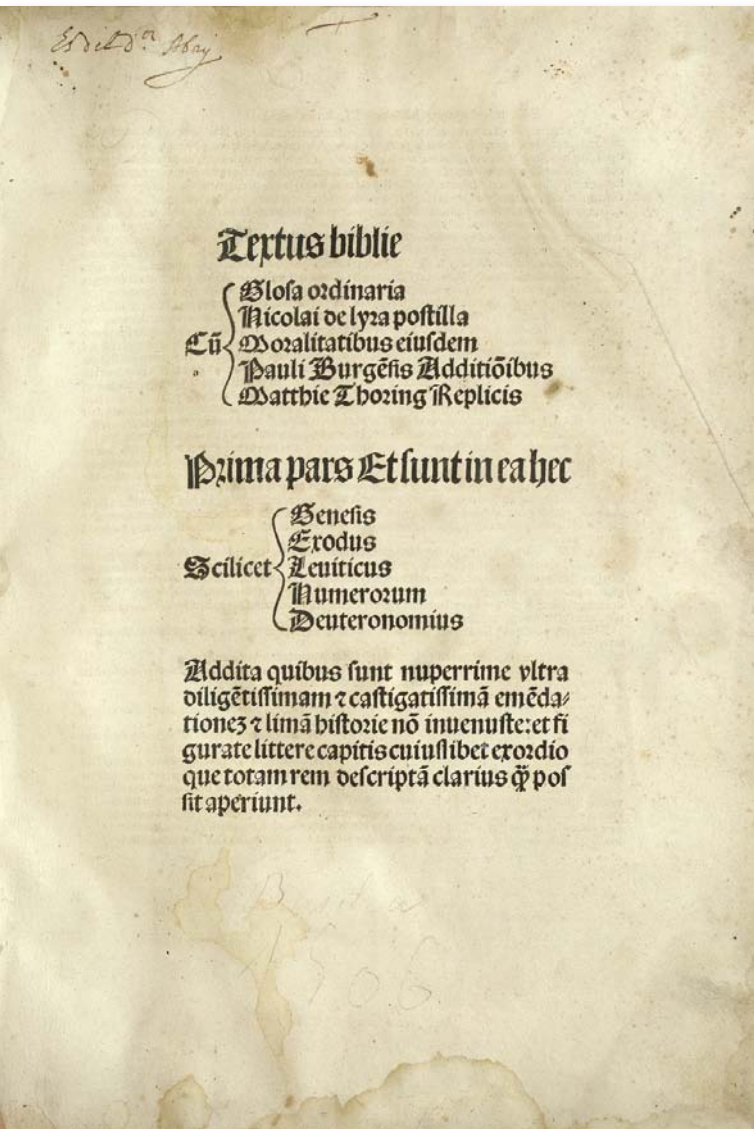 Textus biblie
Glosa ordinaria
Nicolai de lyra postilla
Cū Moralitatibus eiusdem
Pauli Burgēsis Additiōibus
Matthie Thoring Replicis
Prima pars Et sunt in ea hec
Genesis
Exodus
Scilicet Leuiticus
Numerorum
Deuteronomius
Addita quibus sunt nuperrime vltra
diligētissimam ⁊ castigatissimā emēda⸗
tionez ⁊ limā historie nō inuenuste: et fi
gurate littere capitis cuiuslibet exordio
que totam rem descriptā clarius ꝙ̃ pos
sit aperiunt.
1506